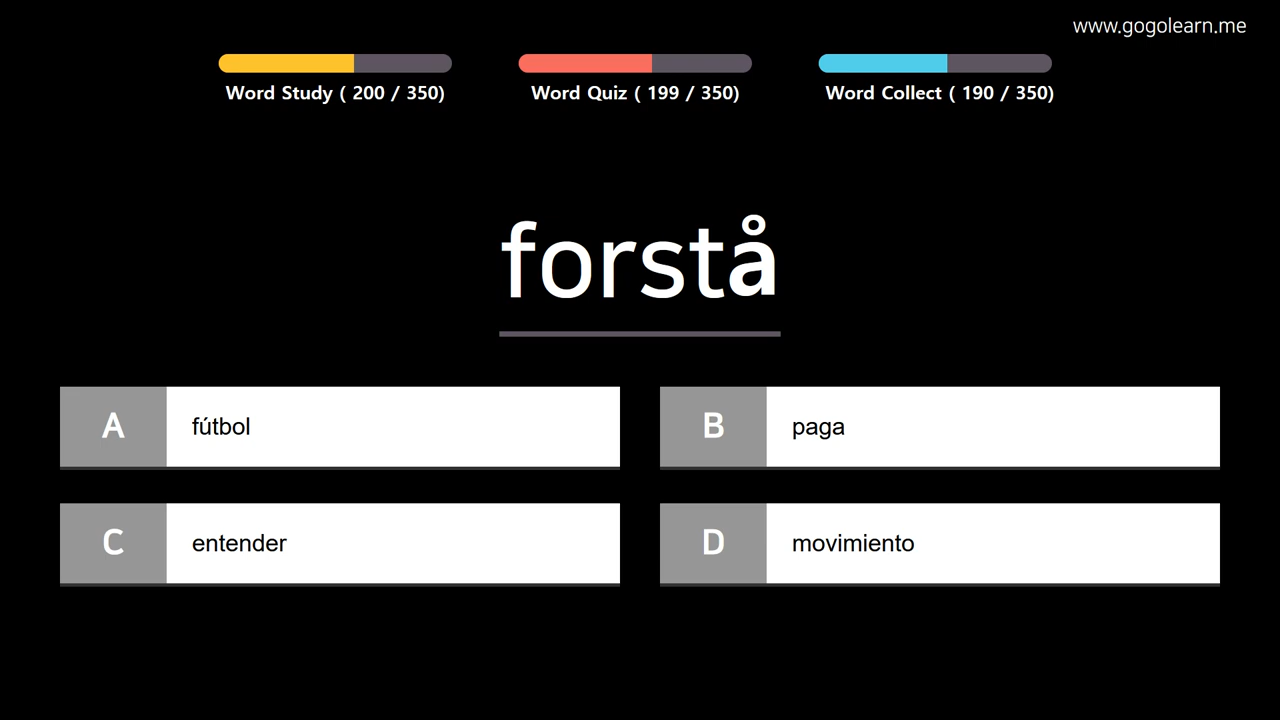 www.gogolearn.me
Word Study ( 200 / 350)
Word Quiz ( 199 / 350)
Word Collect ( 190 / 350)
forstå
A fútbol
B paga
C entender
D movimiento